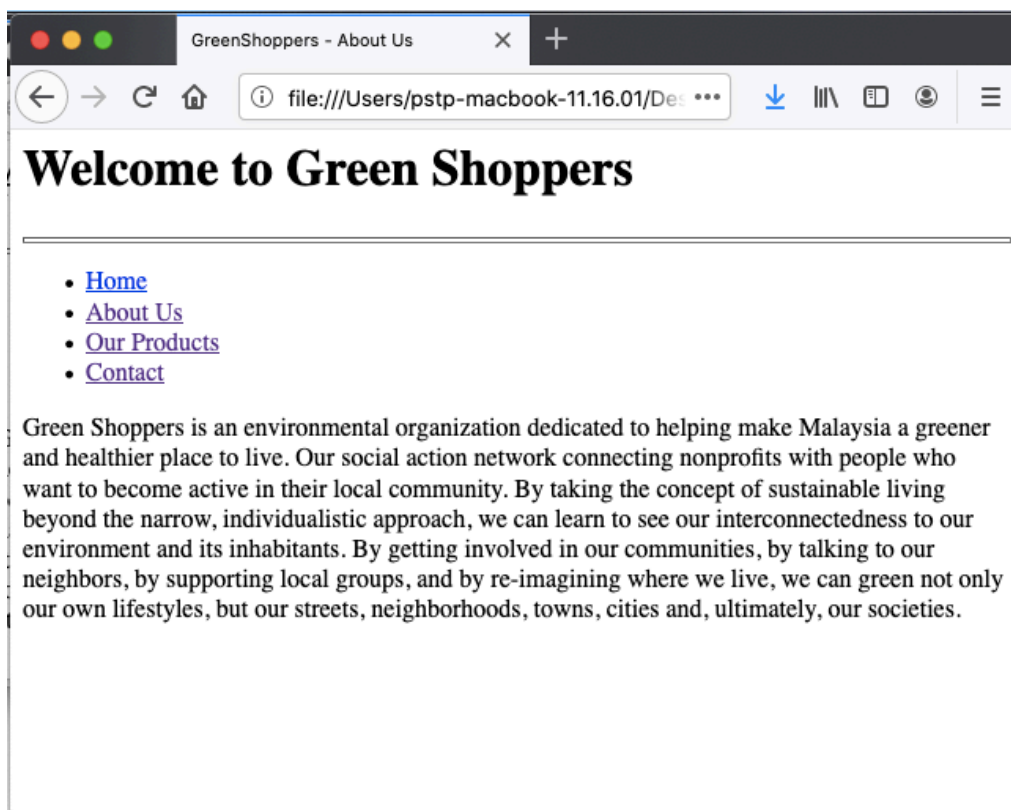 GreenShoppers - About Us
file:///Users/pstp-macbook-11.16.01/Des
Welcome to Green Shoppers
Home
About Us
Our Products
Contact
Green Shoppers is an environmental organization dedicated to helping make Malaysia a greener
and healthier place to live. Our social action network connecting nonprofits with people who
want to become active in their local community. By taking the concept of sustainable living
beyond the narrow, individualistic approach, we can learn to see our interconnectedness to our
environment and its inhabitants. By getting involved in our communities, by talking to our
neighbors, by supporting local groups, and by re-imagining where we live, we can green not only
our own lifestyles, but our streets, neighborhoods, towns, cities and, ultimately, our societies.